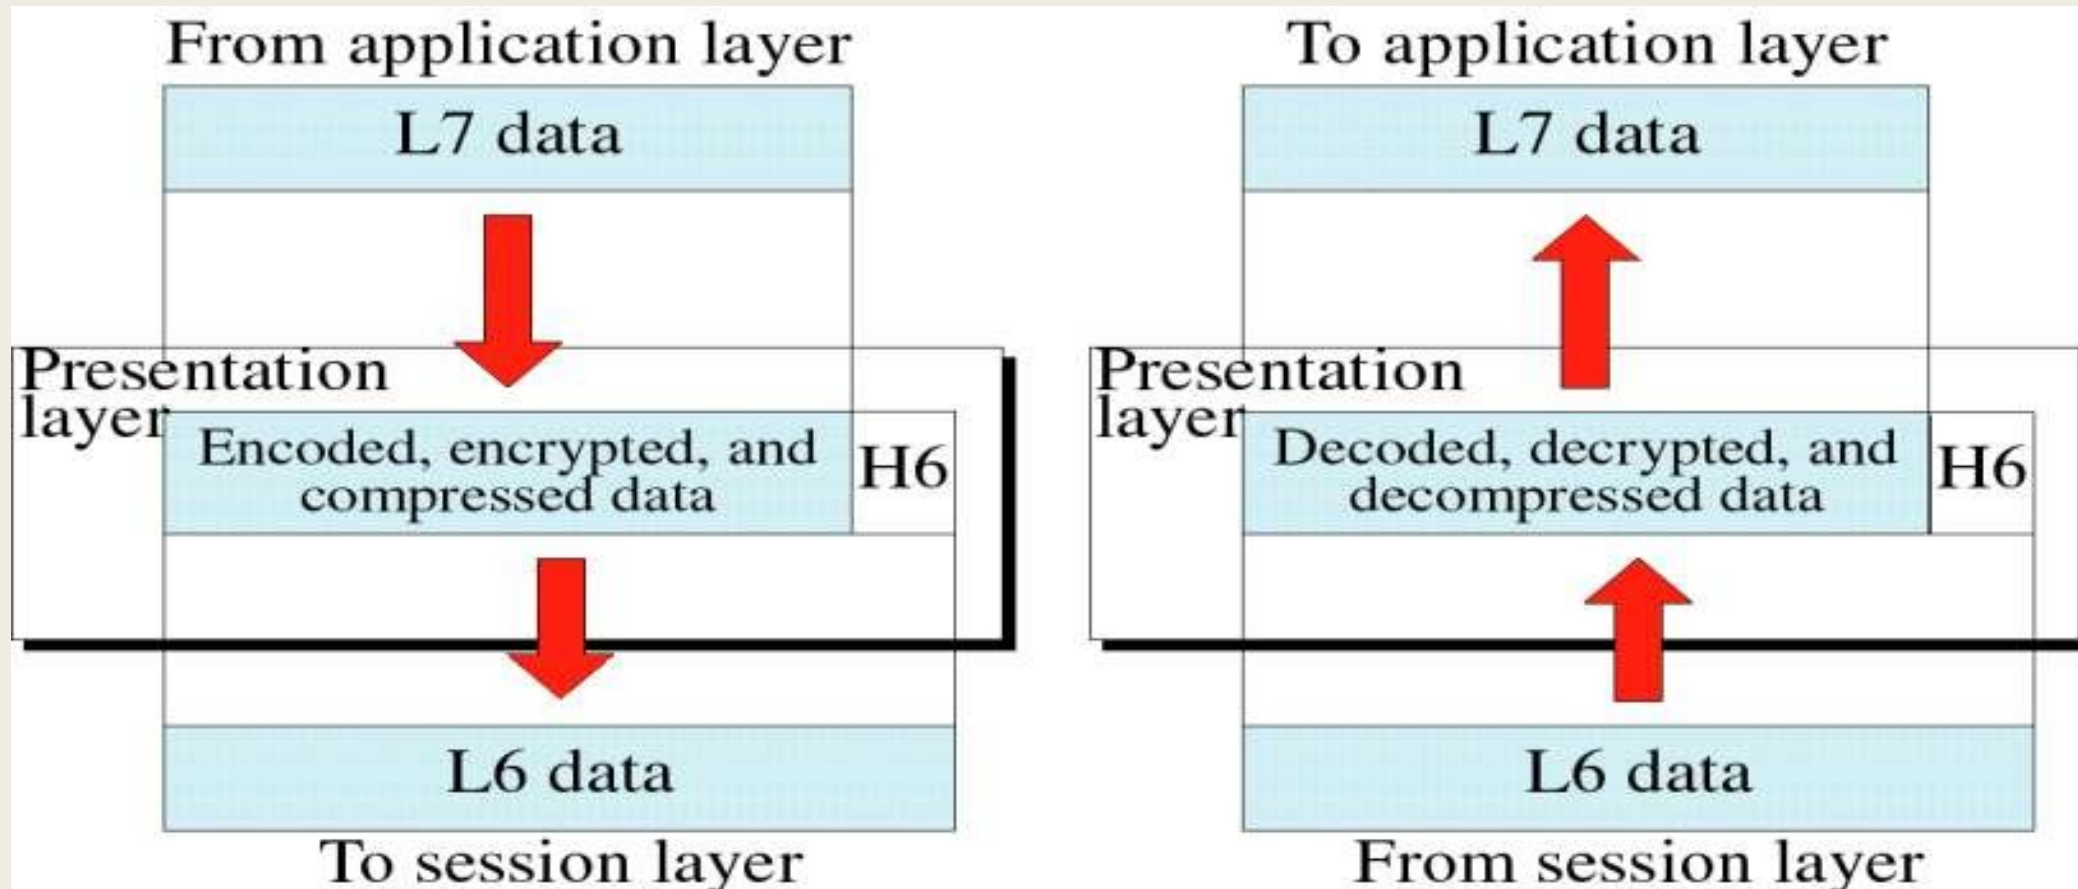 From application layer
L7 data
Presentation
layer
Encoded, encrypted, and
compressed data
H6
L6 data
To session layer
To application layer
L7 data
Presentation
layer
Decoded, decrypted, and
decompressed data
H6
L6 data
From session layer